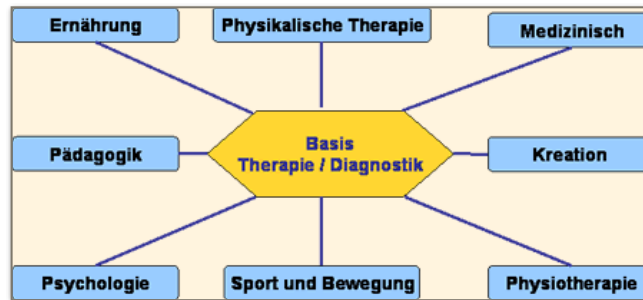 Ernährung
Physikalische Therapie
Medizinisch
Pädagogik
Basis
Therapie / Diagnostik
Kreation
Psychologie
Sport und Bewegung
Physiotherapie